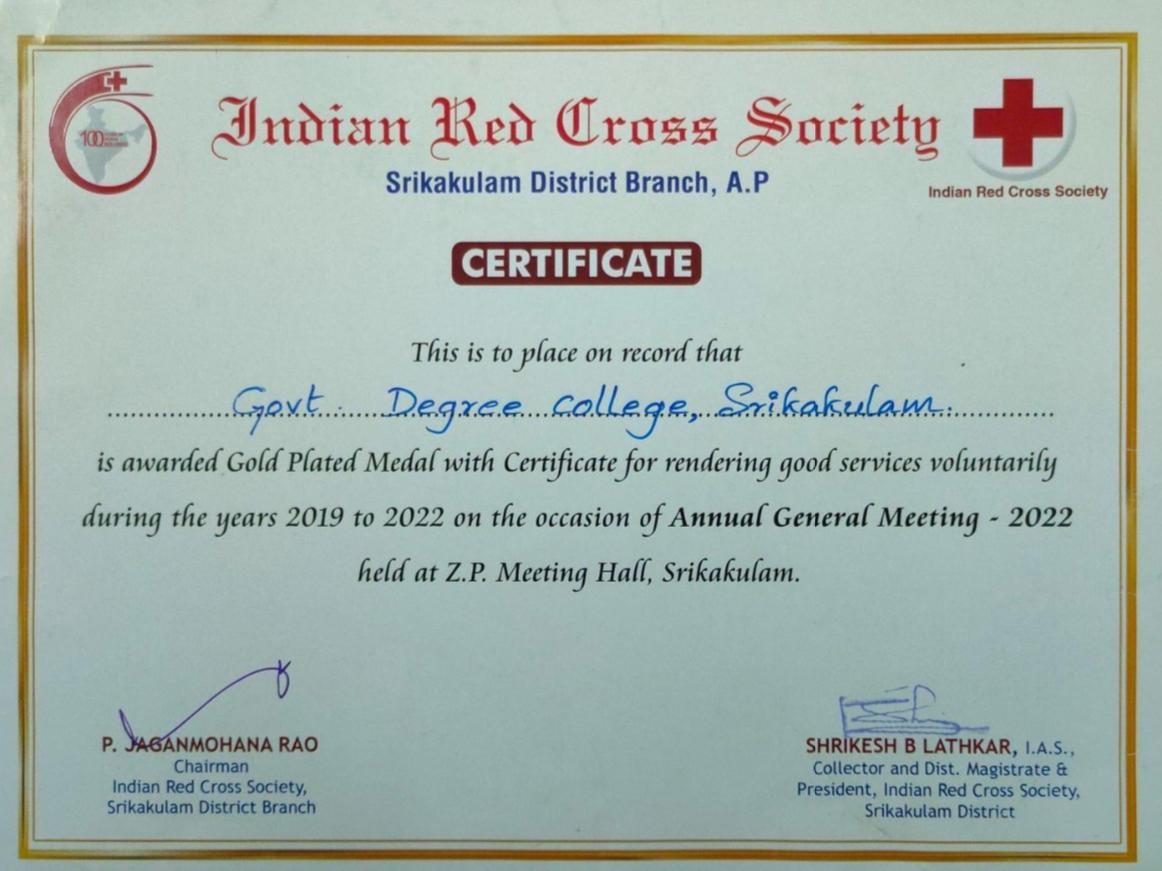 Indian Red Cross Society
Srikakulam District Branch, A.P
100
Indian Red Cross Society
CERTIFICATE
This is to place on record that
Govt. Degree college, Srikakulam.
is awarded Gold Plated Medal with Certificate for rendering good services voluntarily
during the years 2019 to 2022 on the occasion of Annual General Meeting - 2022
held at Z.P. Meeting Hall, Srikakulam.
P. JAGANMOHANA RAO
Chairman
Indian Red Cross Society,
Srikakulam District Branch
SHRIKESH B LATHKAR, I.A.S.,
Collector and Dist. Magistrate &
President, Indian Red Cross Society,
Srikakulam District